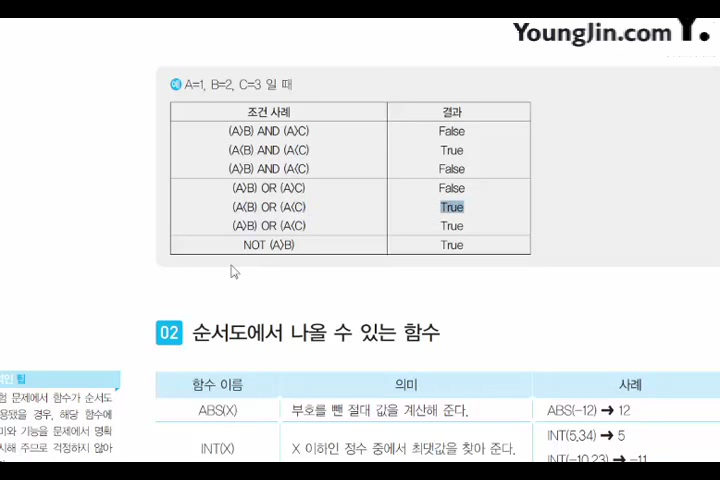 YoungJin.com Y.
예 A=1, B=2, C=3 일 때
조건 사례 결과
(A>B) AND (A>C) False
(A<B) AND (A<C) True
(A>B) AND (A<C) False
(A>B) OR (A>C) False
(A<B) OR (A<C) True
(A>B) OR (A<C) True
NOT (A>B) True
02 순서도에서 나올 수 있는 함수
팁
험 문제에서 함수가 순서도
용됐을 경우, 해당 함수에
미와 기능을 문제에서 명확
시해 주므로 걱정하지 않아
함수 이름 의미 사례
ABS(X) 부호를 뺀 절대 값을 계산해 준다. ABS(-12) ➔ 12
INT(X) X 이하인 정수 중에서 최댓값을 찾아 준다. INT(5.34) ➔ 5
INT(-10.23) ➔ -11